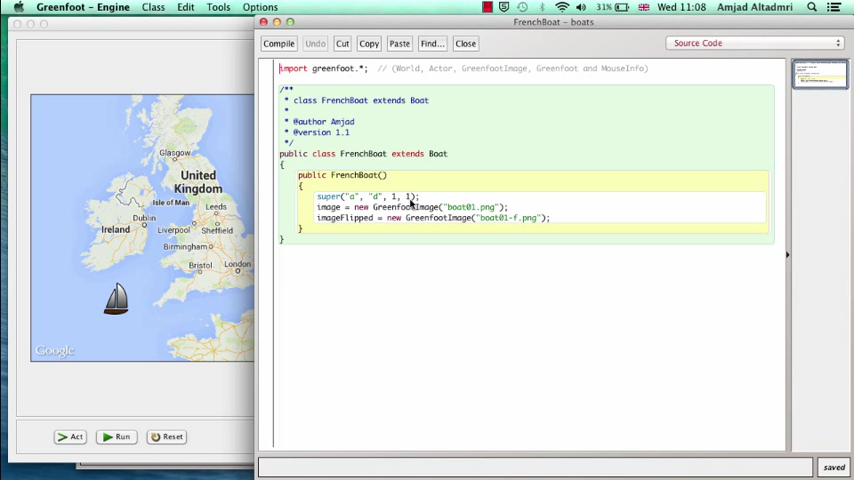 Greenfoot - Engine Class Edit Tools Options 31% Wed 11:08 Amjad Altadmri
FrenchBoat - boats
Compile Undo Cut Copy Paste Find... Close Source Code
import greenfoot.*; // (World, Actor, GreenfootImage, Greenfoot and MouseInfo)
/**
* class FrenchBoat extends Boat
*
* @author Amjad
* @version 1.1
*/
public class FrenchBoat extends Boat
{
public FrenchBoat()
{
super("a", "d", 1, 1);
image = new GreenfootImage("boat01.png");
imageFlipped = new GreenfootImage("boat01-f.png");
}
}
Glasgow
United
Kingdom
Isle of Man
Leeds
Dublin
Ireland
Liverpool
Sheffield
Birmingham
Bristol
London
Google
Act Run Reset
saved